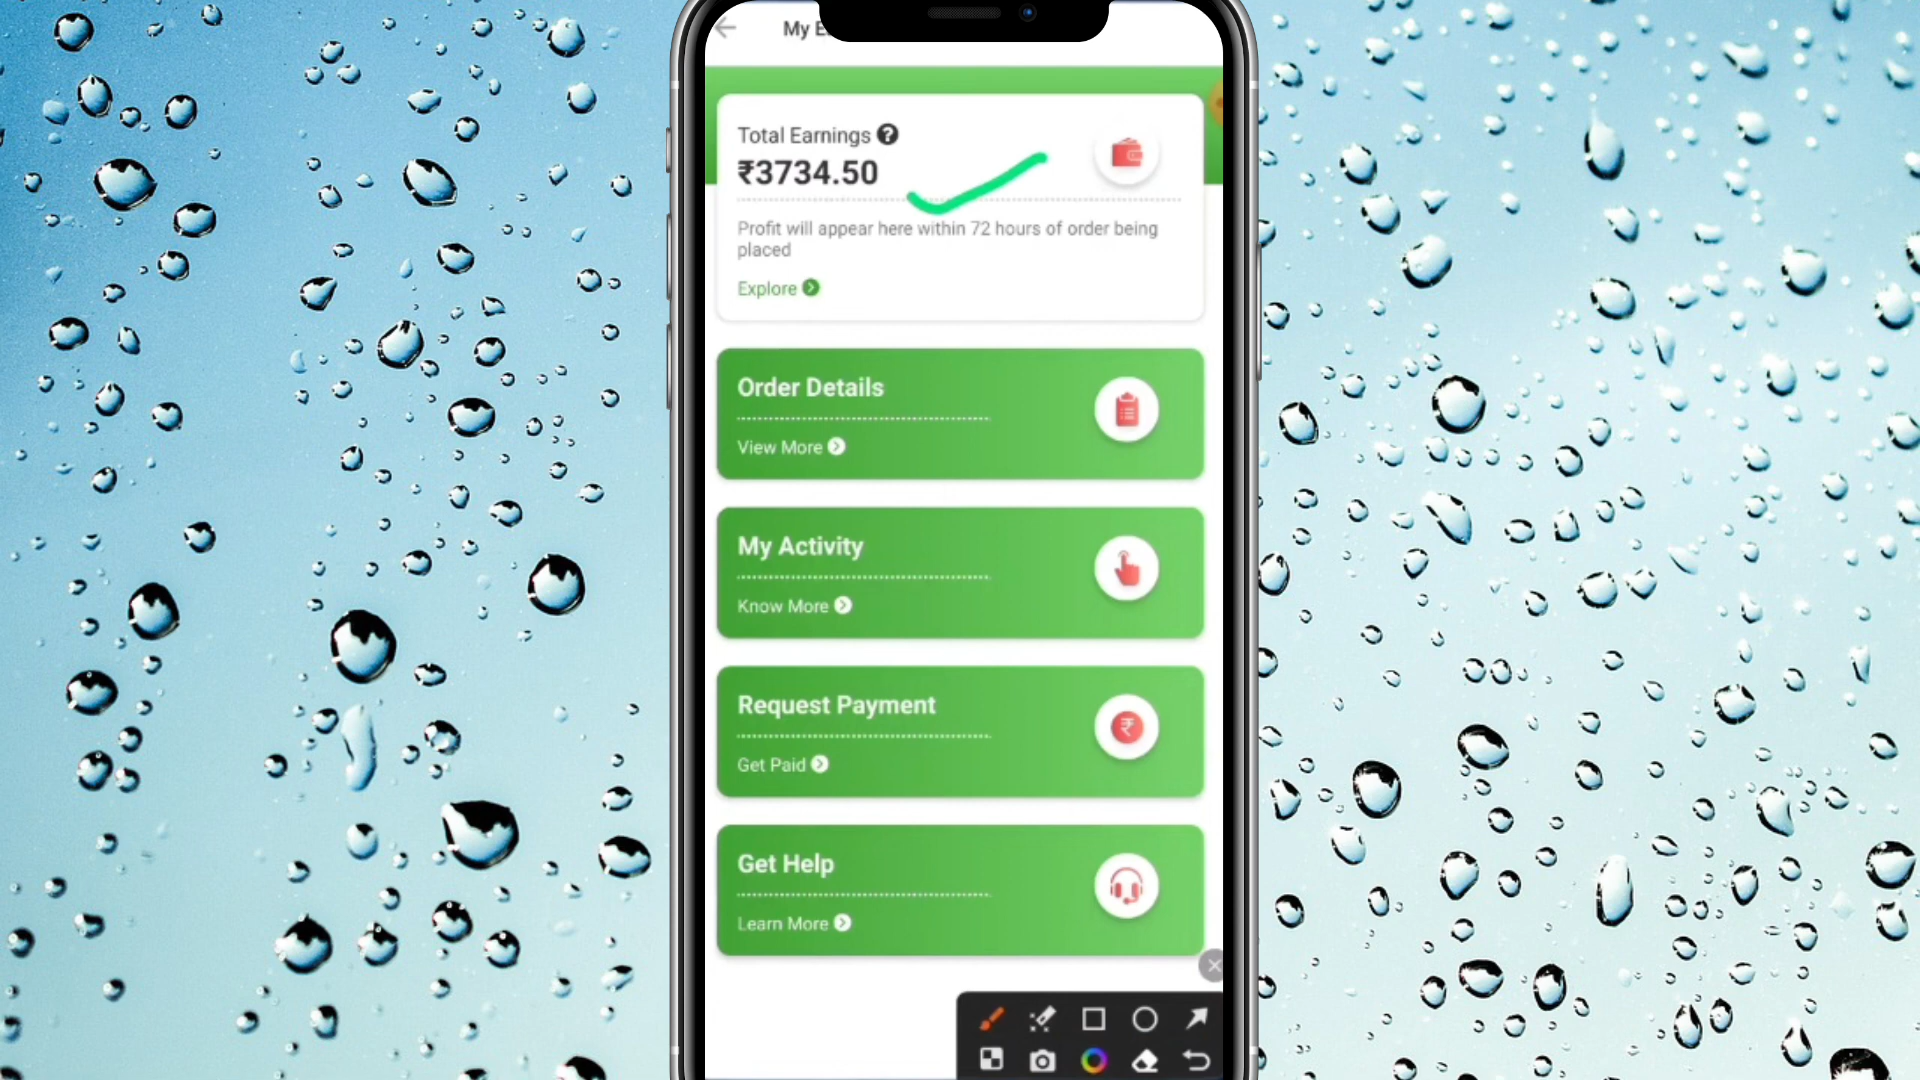 My
Total Earnings ?
₹3734.50
Profit will appear here within 72 hours of order being
placed
Explore
Order Details
View More
My Activity
Know More
Request Payment
₹
Get Paid
Get Help
Learn More